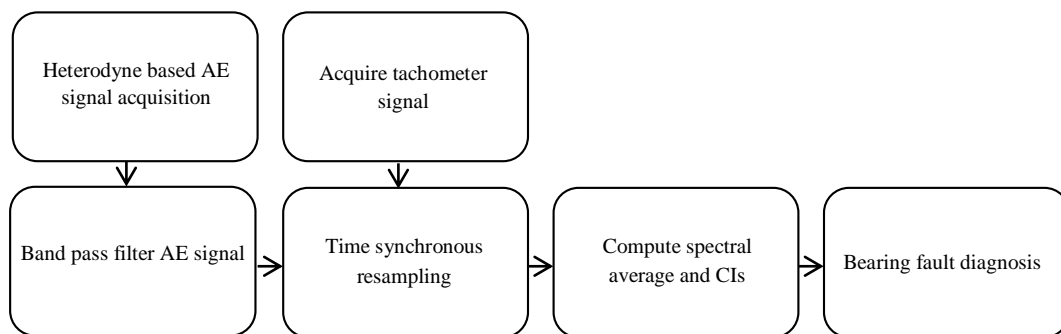 Heterodyne based AE
signal acquisition
Acquire tachometer
signal
Band pass filter AE signal
Time synchronous
resampling
Compute spectral
average and CIs
Bearing fault diagnosis